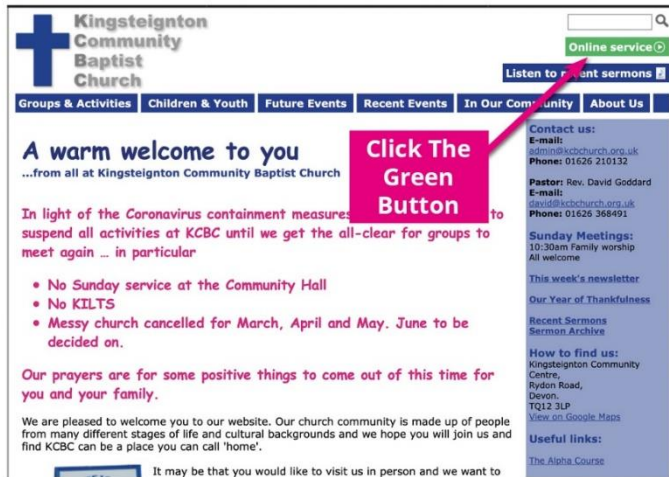 Kingsteignton
Community
Baptist
Church
Online service
Listen to recent sermons
Groups & Activities Children & Youth Future Events Recent Events In Our Community About Us
Click The
Green
Button
A warm welcome to you
...from all at Kingsteignton Community Baptist Church
In light of the Coronavirus containment measures to
suspend all activities at KCBC until we get the all-clear for groups to
meet again ... in particular
• No Sunday service at the Community Hall
• No KILTS
• Messy church cancelled for March, April and May. June to be
decided on.
Our prayers are for some positive things to come out of this time for
you and your family.
We are pleased to welcome you to our website. Our church community is made up of people
from many different stages of life and cultural backgrounds and we hope you will join us and
find KCBC can be a place you can call 'home'.
It may be that you would like to visit us in person and we want to
Contact us:
E-mail:
admin@kcbchurch.org.uk
Phone: 01626 210132
Pastor: Rev. David Goddard
E-mail:
david@kcbchurch.org.uk
Phone: 01626 368491
Sunday Meetings:
10:30am Family worship
All welcome
This week's newsletter
Our Year of Thankfulness
Recent Sermons
Sermon Archive
How to find us:
Kingsteignton Community
Centre,
Rydon Road,
Devon.
TQ12 3LP
View on Google Maps
Useful links:
The Alpha Course